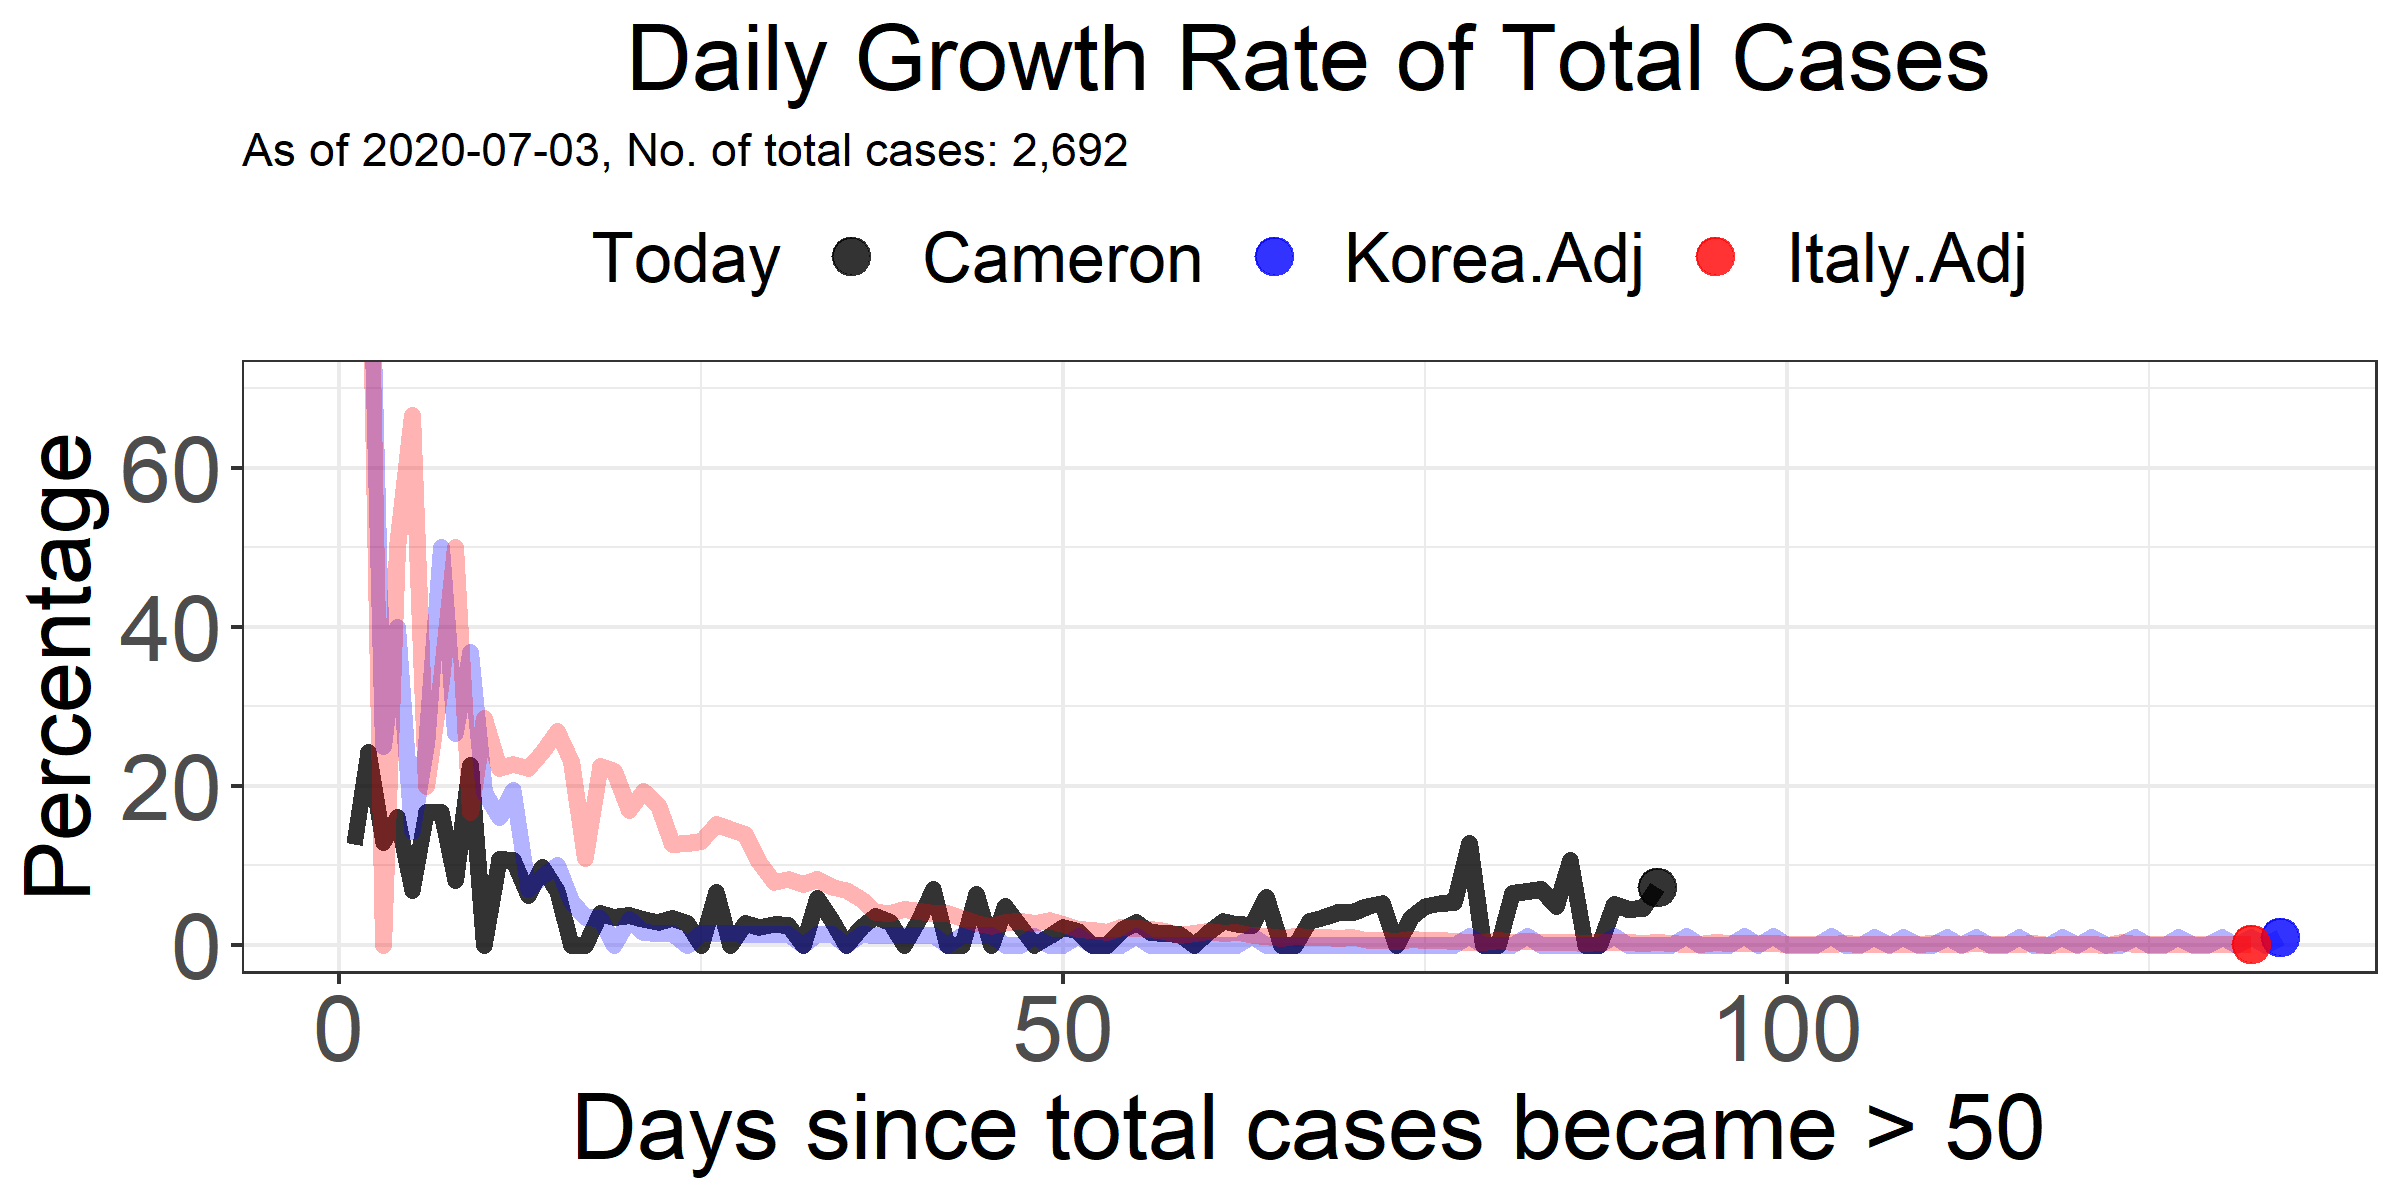 Daily Growth Rate of Total Cases
As of 2020-07-03, No. of total cases: 2,692
Today Cameron Korea.Adj Italy.Adj
Percentage
60
40
20
0
0 50 100
Days since total cases became > 50